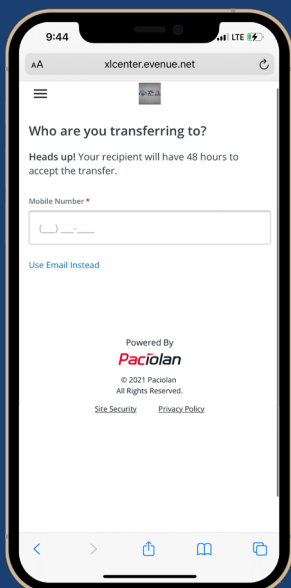 9:44
LTE
AA
xlcenter.evenue.net
Who are you transferring to?
Heads up! Your recipient will have 48 hours to
accept the transfer.
Mobile Number *
(__) ___-____
Use Email Instead
Powered By
Paciolan
© 2021 Paciolan
All Rights Reserved.
Site Security Privacy Policy